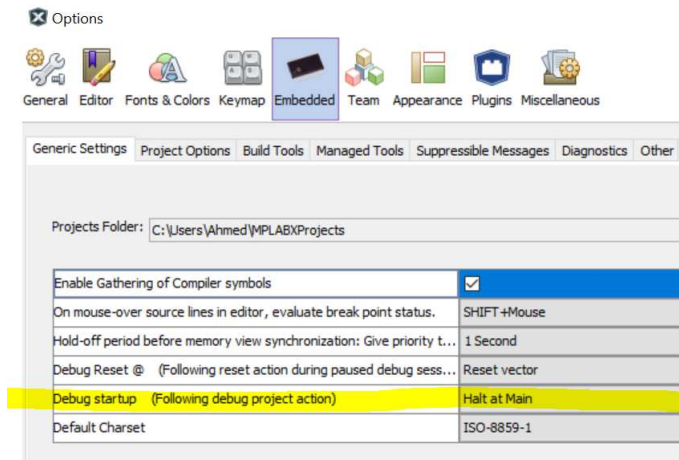 Options
General Editor Fonts & Colors Keymap Embedded Team Appearance Plugins Miscellaneous
Generic Settings Project Options Build Tools Managed Tools Suppressible Messages Diagnostics Other
Projects Folder: C:\Users\Ahmed\MPLABXProjects
Enable Gathering of Compiler symbols
On mouse-over source lines in editor, evaluate break point status. SHIFT+Mouse
Hold-off period before memory view synchronization: Give priority t... 1 Second
Debug Reset @ (Following reset action during paused debug sess... Reset vector
Debug startup (Following debug project action) Halt at Main
Default Charset ISO-8859-1